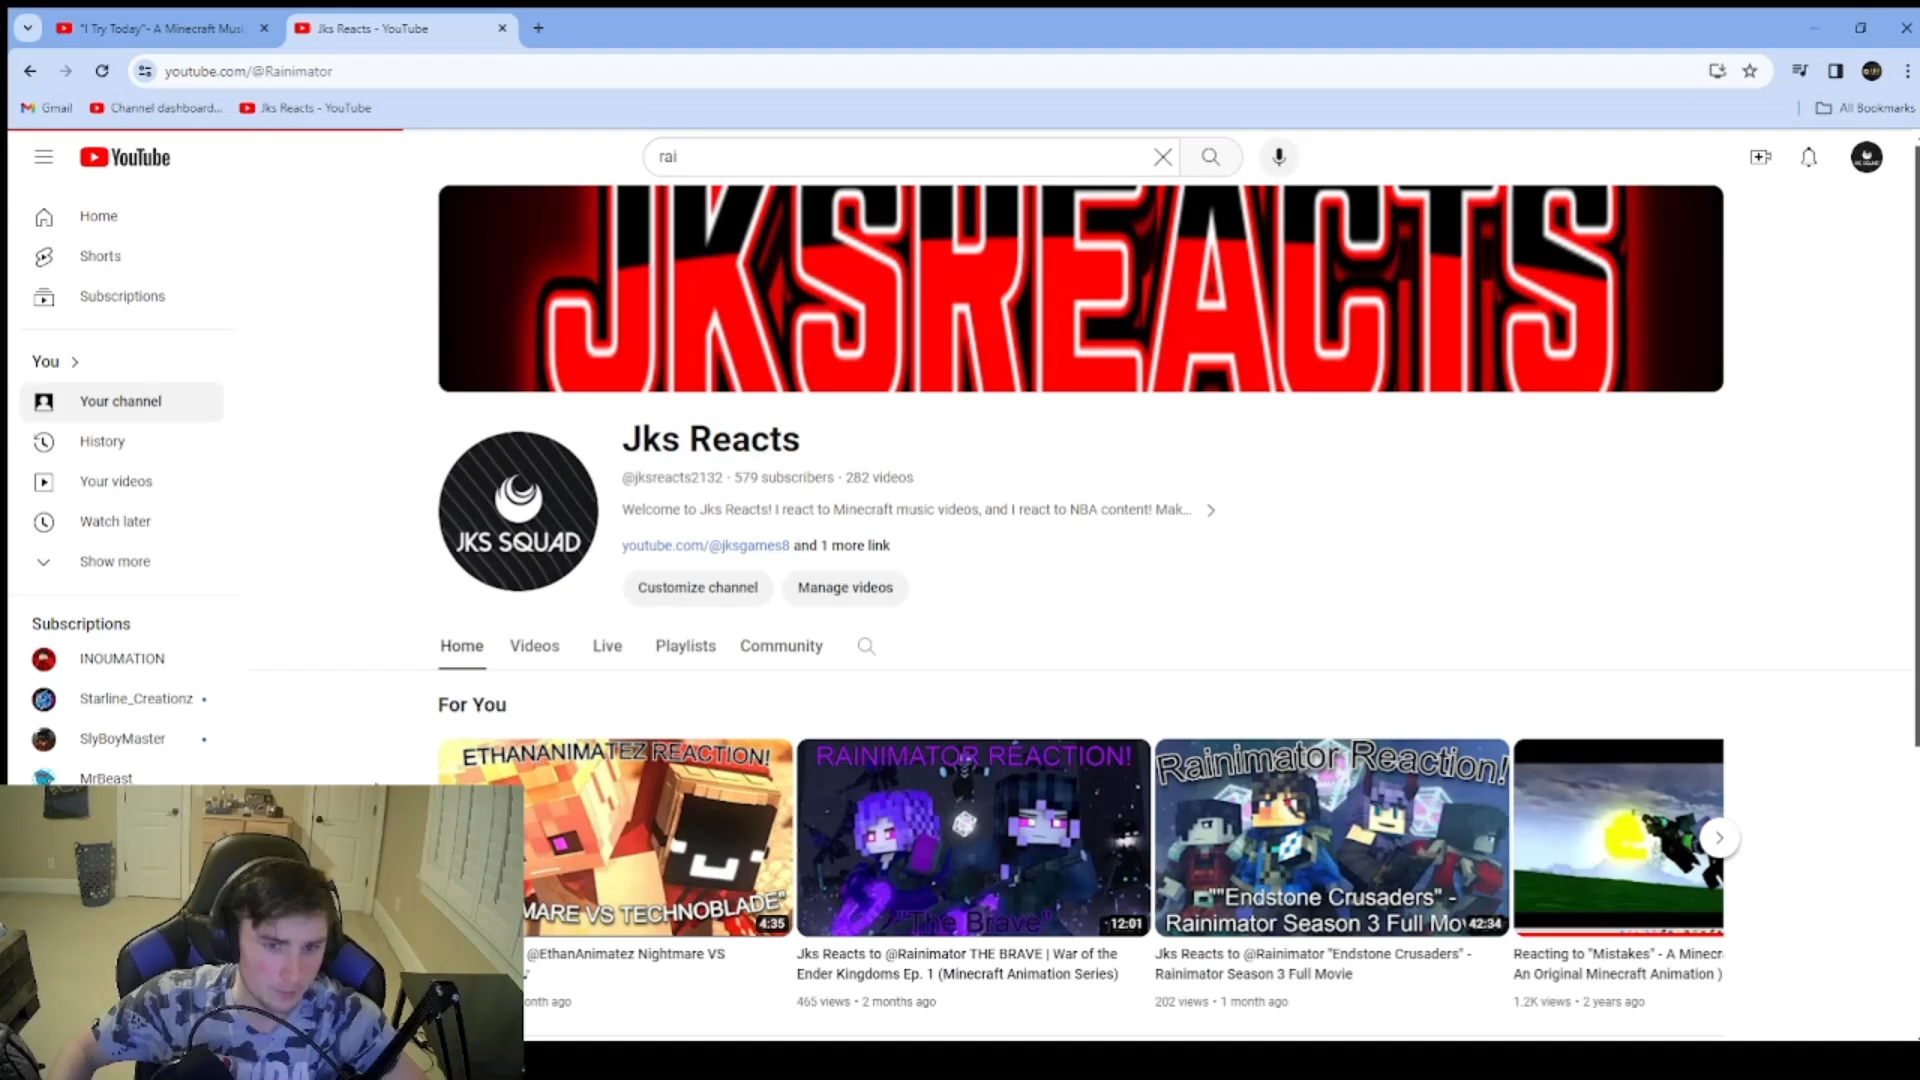 "I Try Today"- A Minecraft Musi
Jks Reacts - YouTube
youtube.com/@Rainimator
Gmail
Channel dashboard...
Jks Reacts - YouTube
All Bookmarks
YouTube
rai
Home
Shorts
Subscriptions
You
Your channel
History
Your videos
Watch later
Show more
Subscriptions
INOUMATION
Starline_Creationz
SlyBoyMaster
MrBeast
JKSREACTS
JKS SQUAD
Jks Reacts
@jksreacts2132 · 579 subscribers · 282 videos
Welcome to Jks Reacts! I react to Minecraft music videos, and I react to NBA content! Mak...
youtube.com/@jksgames8 and 1 more link
Customize channel
Manage videos
Home
Videos
Live
Playlists
Community
For You
ETHANANIMATEZ REACTION!
MARE VS TECHNOBLADE"
4:35
@EthanAnimatez Nightmare VS
onth ago
RAINIMATOR REACTION!
"The Brave"
12:01
Jks Reacts to @Rainimator THE BRAVE | War of the
Ender Kingdoms Ep. 1 (Minecraft Animation Series)
465 views · 2 months ago
Rainimator Reaction!
""Endstone Crusaders" -
Rainimator Season 3 Full Mov
42:34
Jks Reacts to @Rainimator "Endstone Crusaders" -
Rainimator Season 3 Full Movie
202 views · 1 month ago
Reacting to "Mistakes" - A Minecr
An Original Minecraft Animation )
1.2K views · 2 years ago